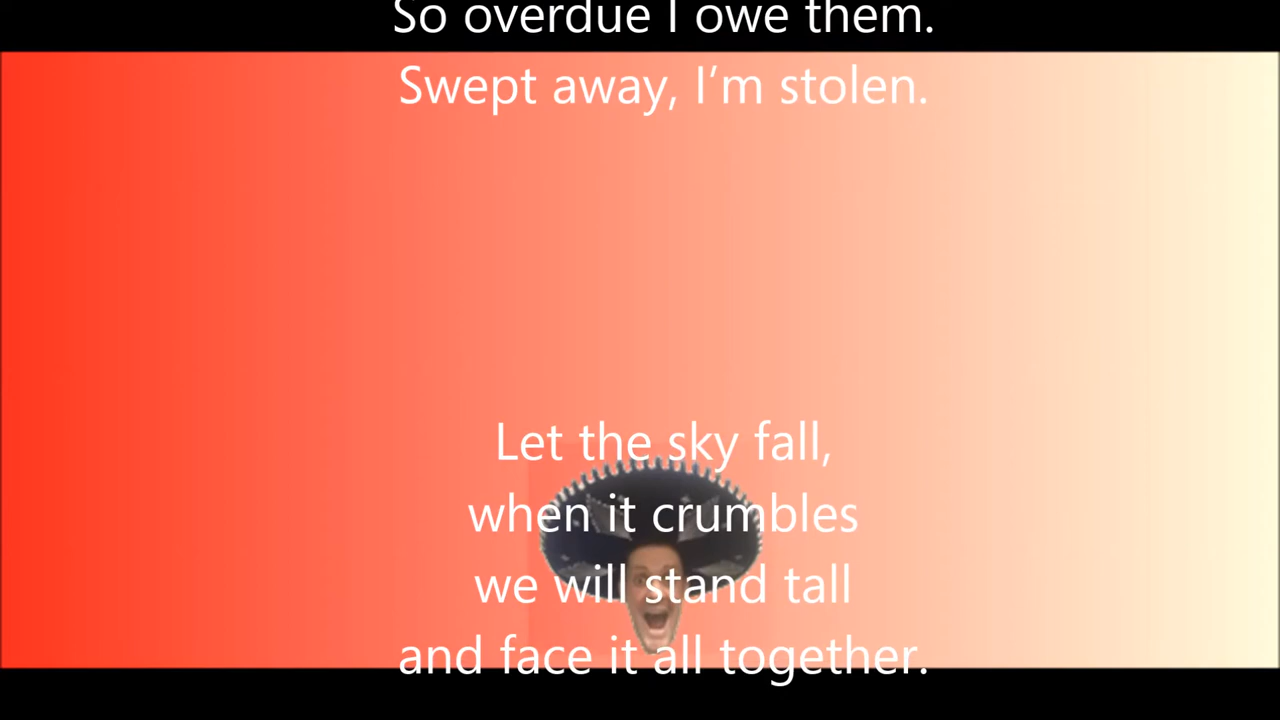 So overdue I owe them.
Swept away, I’m stolen.
Let the sky fall,
when it crumbles
we will stand tall
and face it all together.